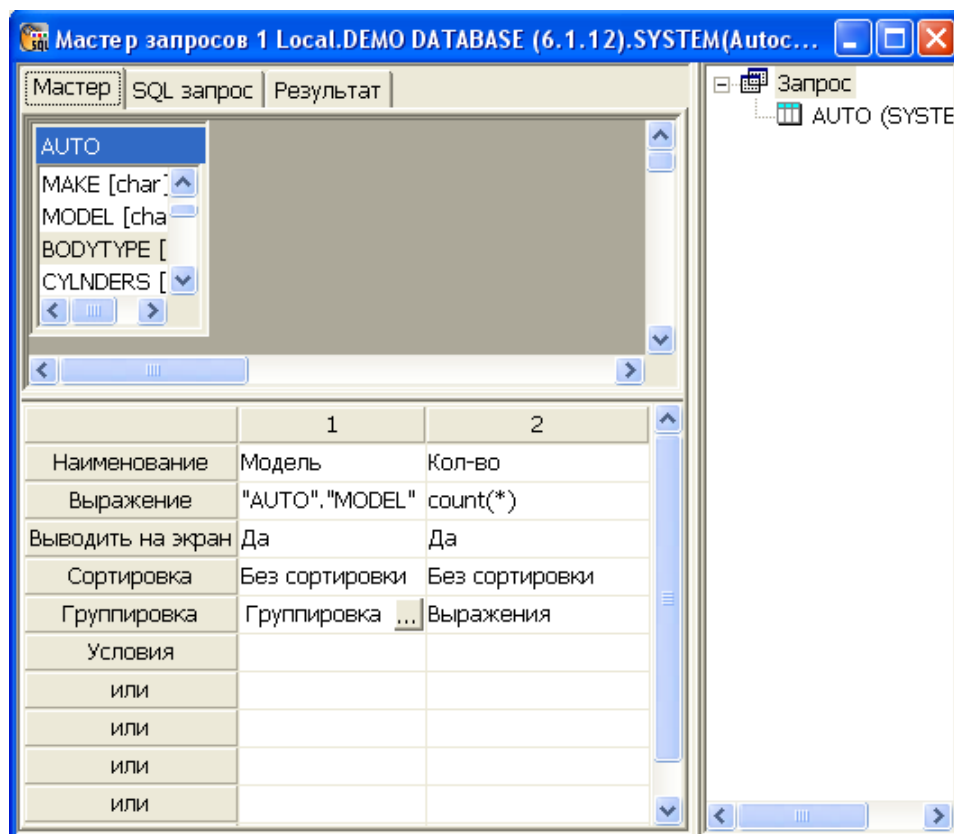 Мастер запросов 1 Local.DEMO DATABASE (6.1.12).SYSTEM(Autoc...
Мастер SQL запрос Результат
AUTO
MAKE [char]
MODEL [cha
BODYTYPE [
CYLNDERS [
Запрос
AUTO (SYSTE
1 2
Наименование Модель Кол-во
Выражение "AUTO"."MODEL" count(*)
Выводить на экран Да Да
Сортировка Без сортировки Без сортировки
Группировка Группировка ... Выражения
Условия
или
или
или
или